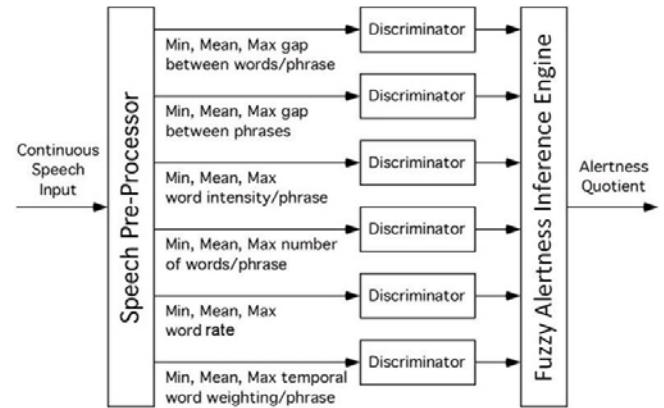 Continuous
Speech
Input
Speech Pre-Processor
Min, Mean, Max gap
between words/phrase
Discriminator
Min, Mean, Max gap
between phrases
Discriminator
Min, Mean, Max
word intensity/phrase
Discriminator
Min, Mean, Max number
of words/phrase
Discriminator
Min, Mean, Max
word rate
Discriminator
Min, Mean, Max temporal
word weighting/phrase
Discriminator
Fuzzy Alertness Inference Engine
Alertness
Quotient